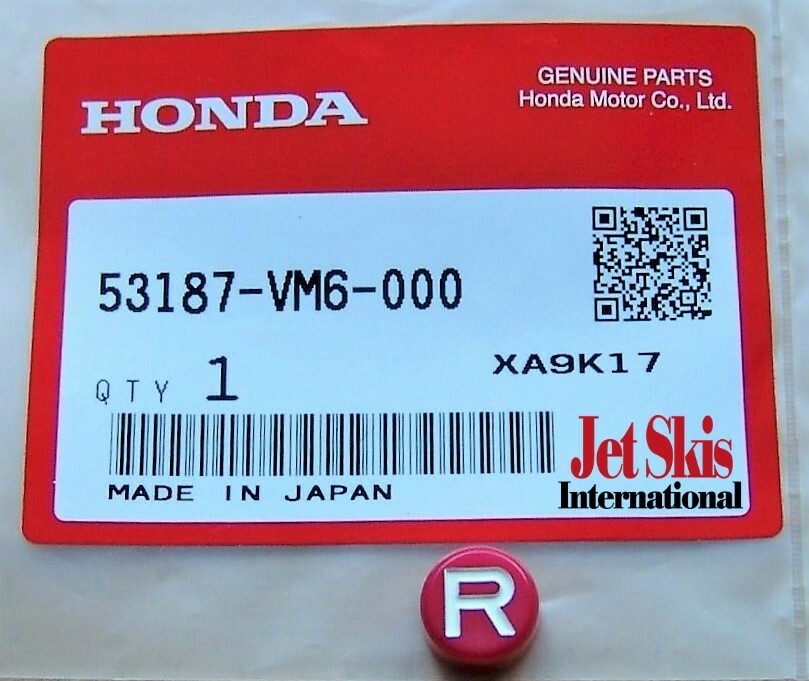 HONDA
GENUINE PARTS
Honda Motor Co., Ltd.
53187-VM6-000
XA9K17
QTY 1
MADE IN JAPAN
Jet Skis
International
R